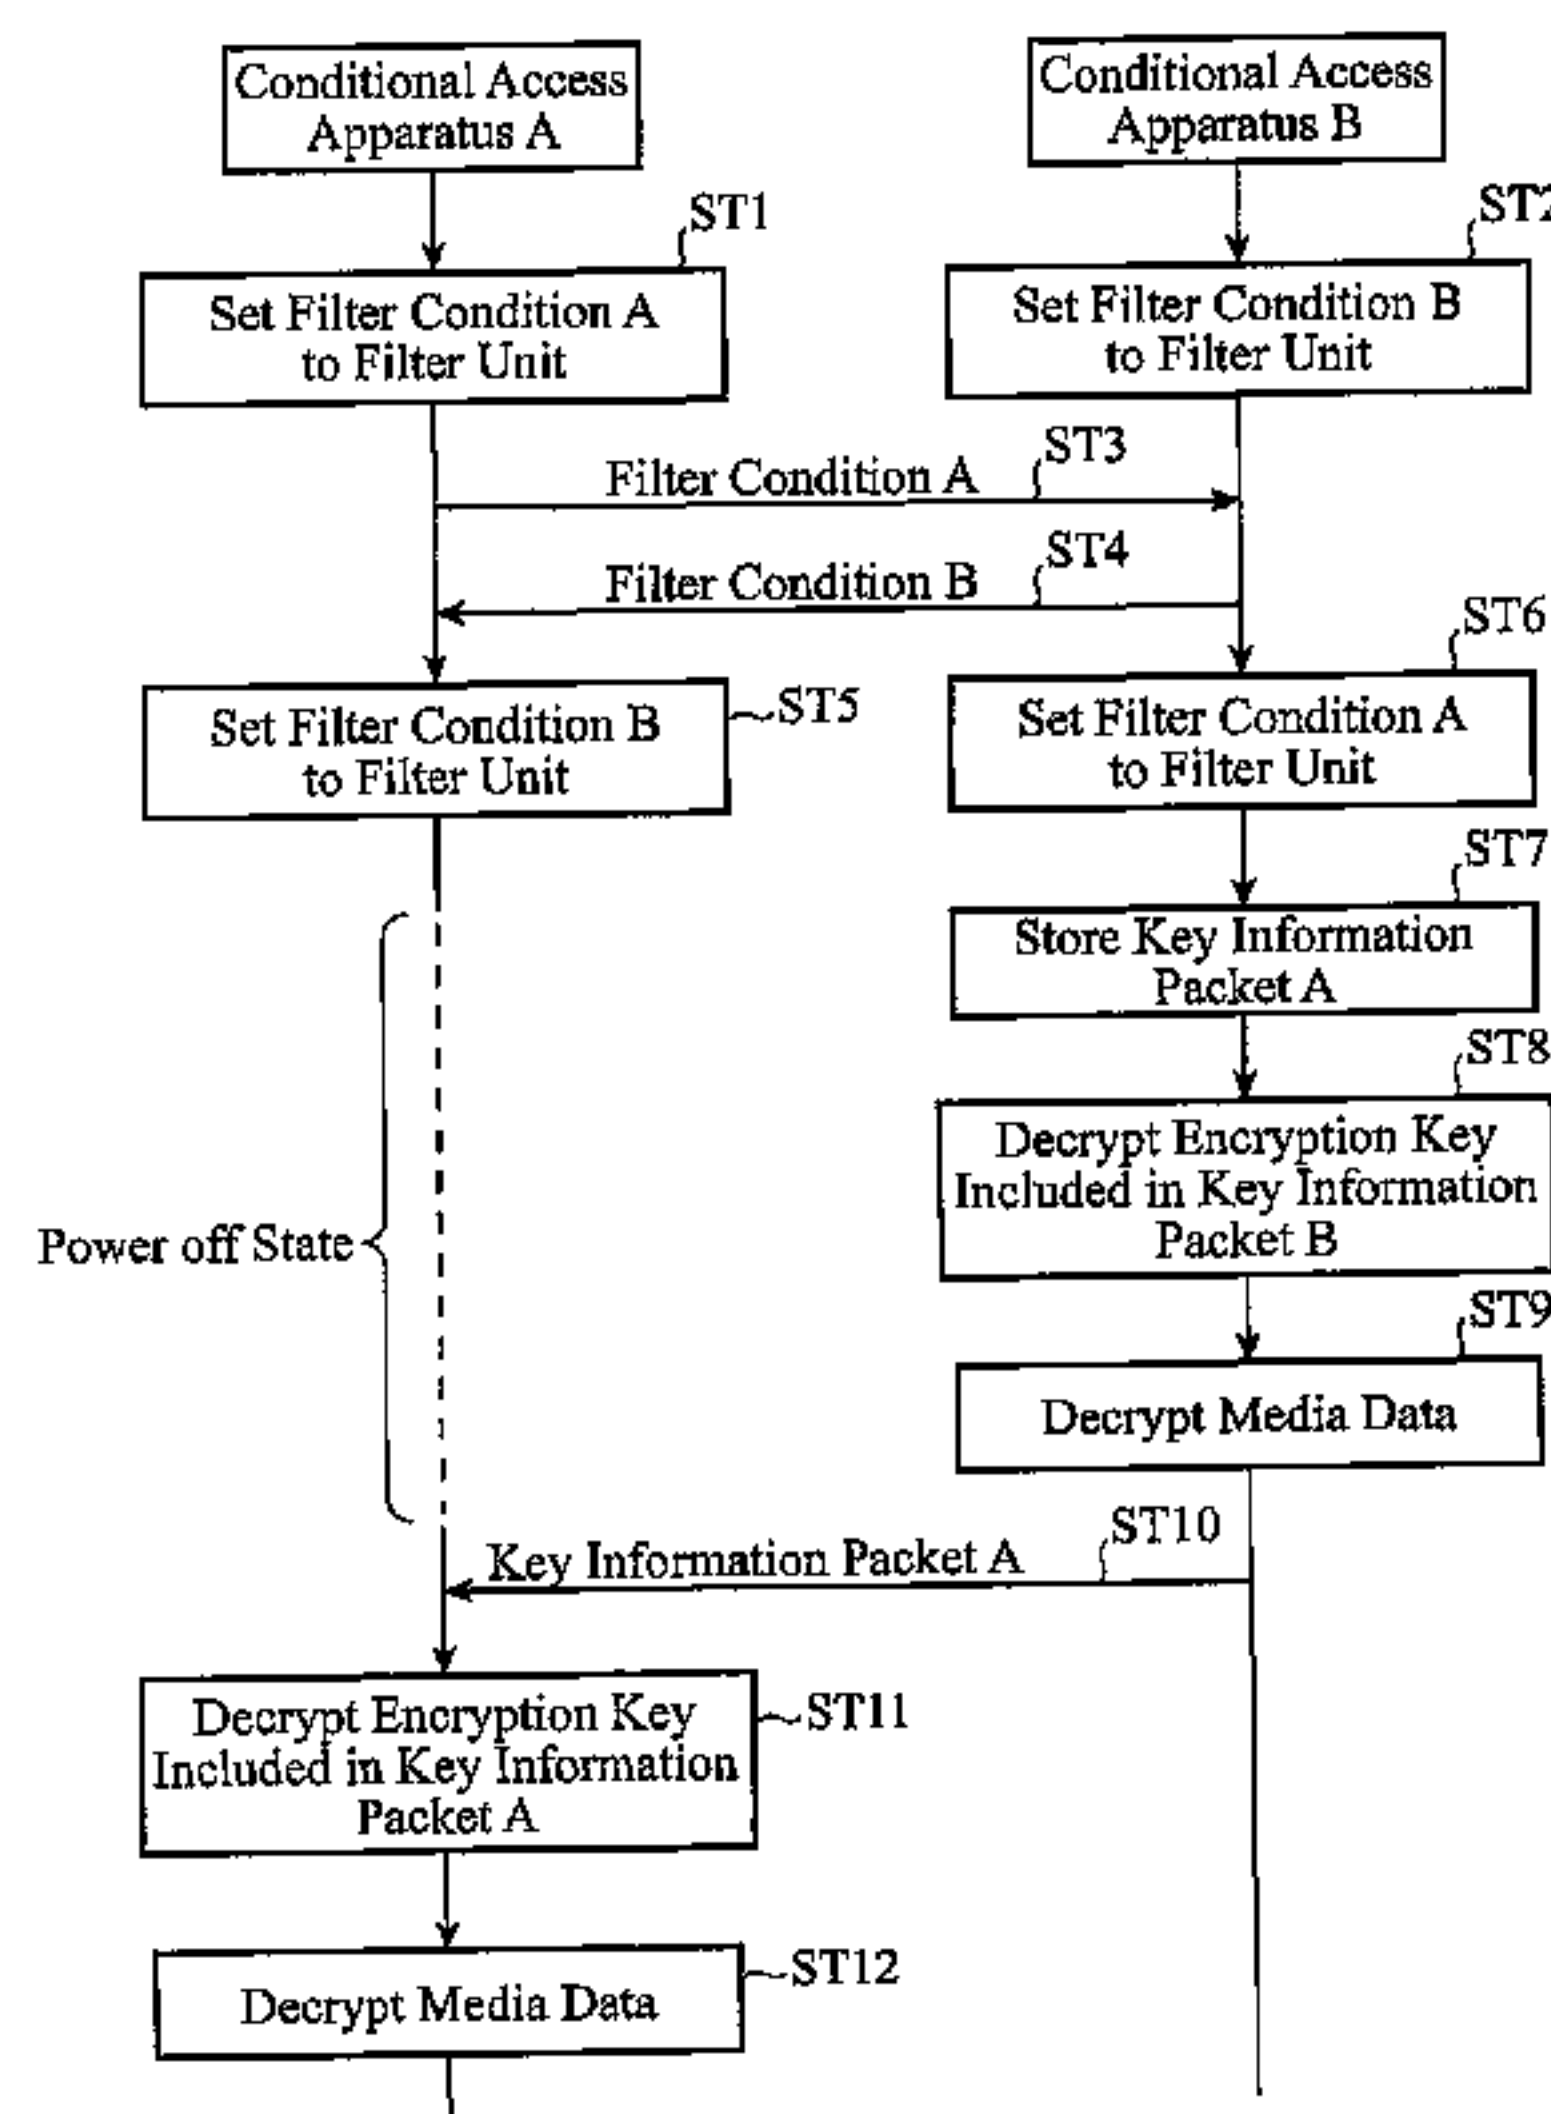 Conditional Access
Apparatus A
Conditional Access
Apparatus B
ST1
ST2
Set Filter Condition A
to Filter Unit
Set Filter Condition B
to Filter Unit
Filter Condition A
ST3
Filter Condition B
ST4
ST6
Set Filter Condition B
to Filter Unit
ST5
Set Filter Condition A
to Filter Unit
ST7
Store Key Information
Packet A
ST8
Decrypt Encryption Key
Included in Key Information
Packet B
Power off State
ST9
Decrypt Media Data
Key Information Packet A
ST10
Decrypt Encryption Key
Included in Key Information
Packet A
ST11
Decrypt Media Data
ST12